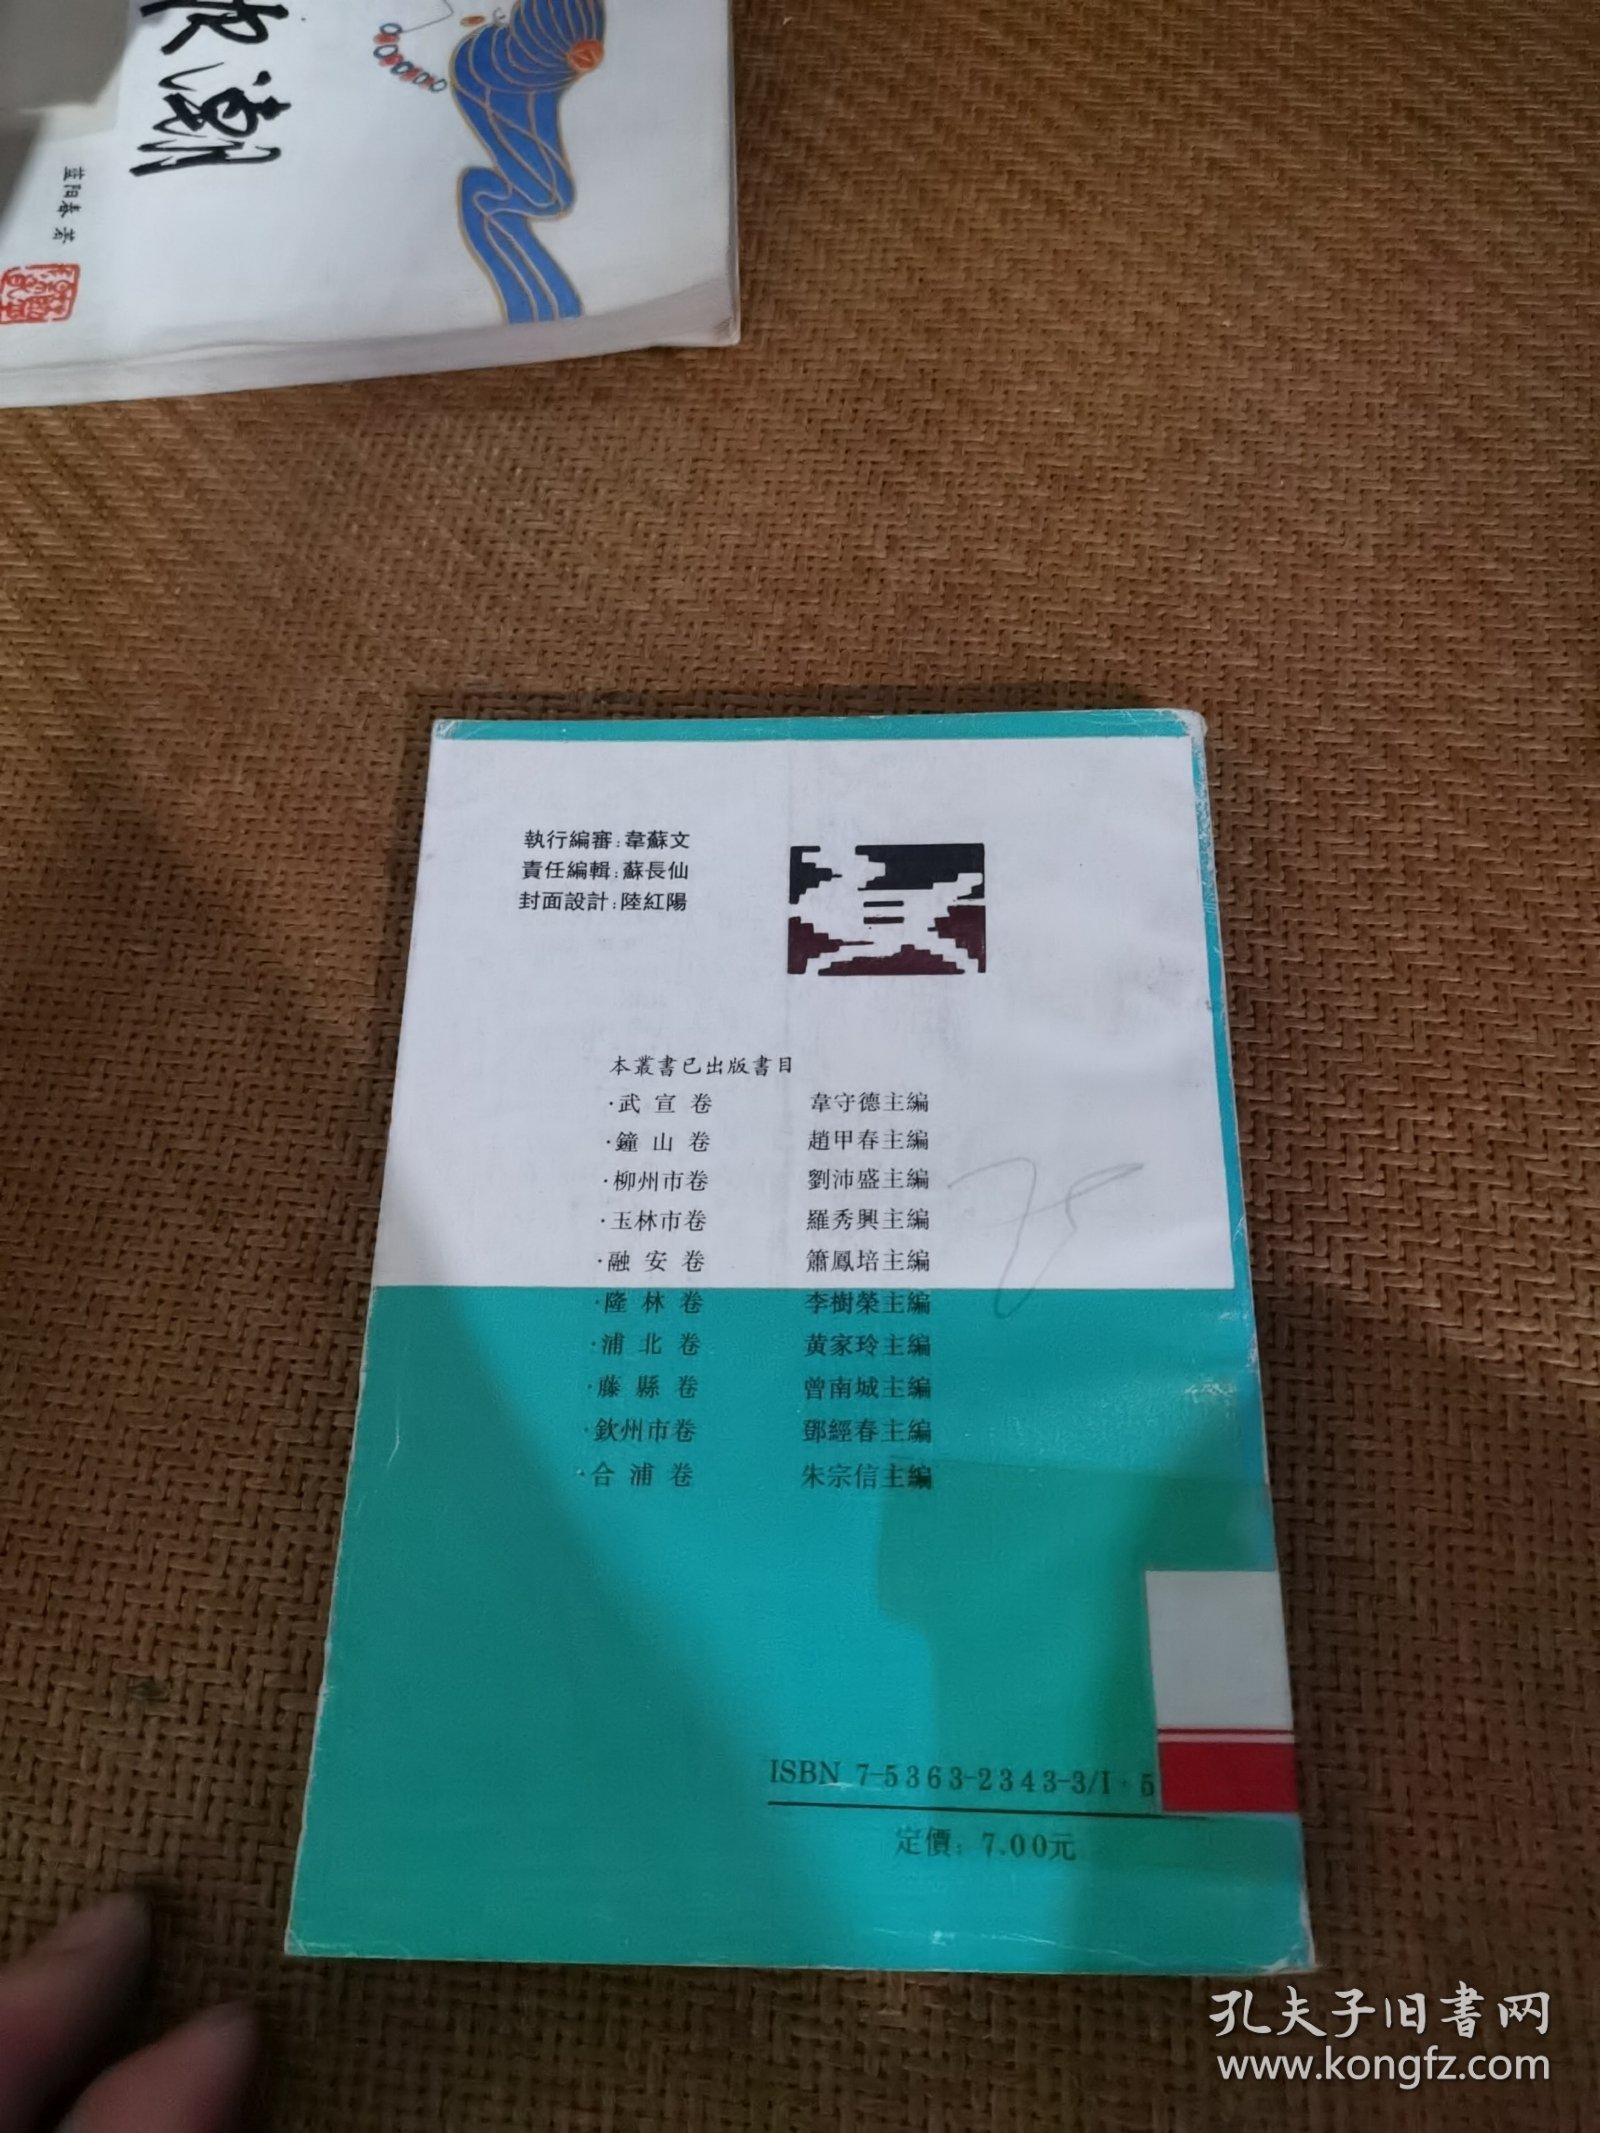 潮
益阳春 著
執行編審:韋蘇文
責任編輯:蘇長仙
封面設計:陸紅陽
本叢書已出版書目
·武宣卷 韋守德主編
·鐘山卷 趙甲春主編
·柳州市卷 劉沛盛主編
·玉林市卷 羅秀興主編
·融安卷 簫鳳培主編
·隆林卷 李樹榮主編
·浦北卷 黄家玲主編
·藤縣卷 曾南城主編
·欽州市卷 鄧經春主編
·合浦卷 朱宗信主編
ISBN 7-5363-2343-3/I·5
定價:7.00元
孔夫子旧書网
www.kongfz.com